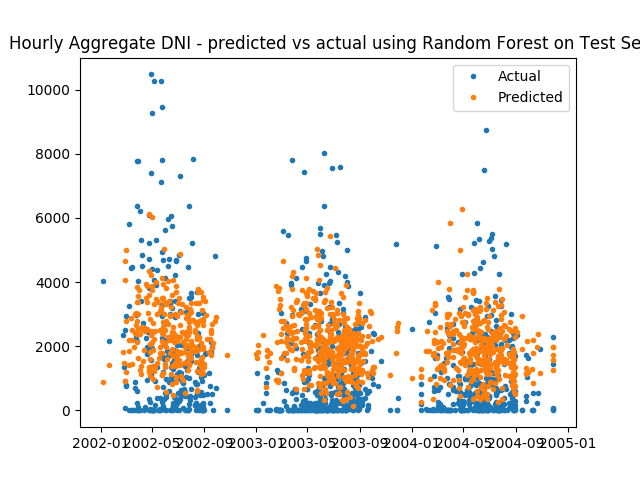 Hourly Aggregate DNI - predicted vs actual using Random Forest on Test Se
Actual
Predicted
10000
8000
6000
4000
2000
0
2002-01 2002-05 2002-09 2003-01 2003-05 2003-09 2004-01 2004-05 2004-09 2005-01